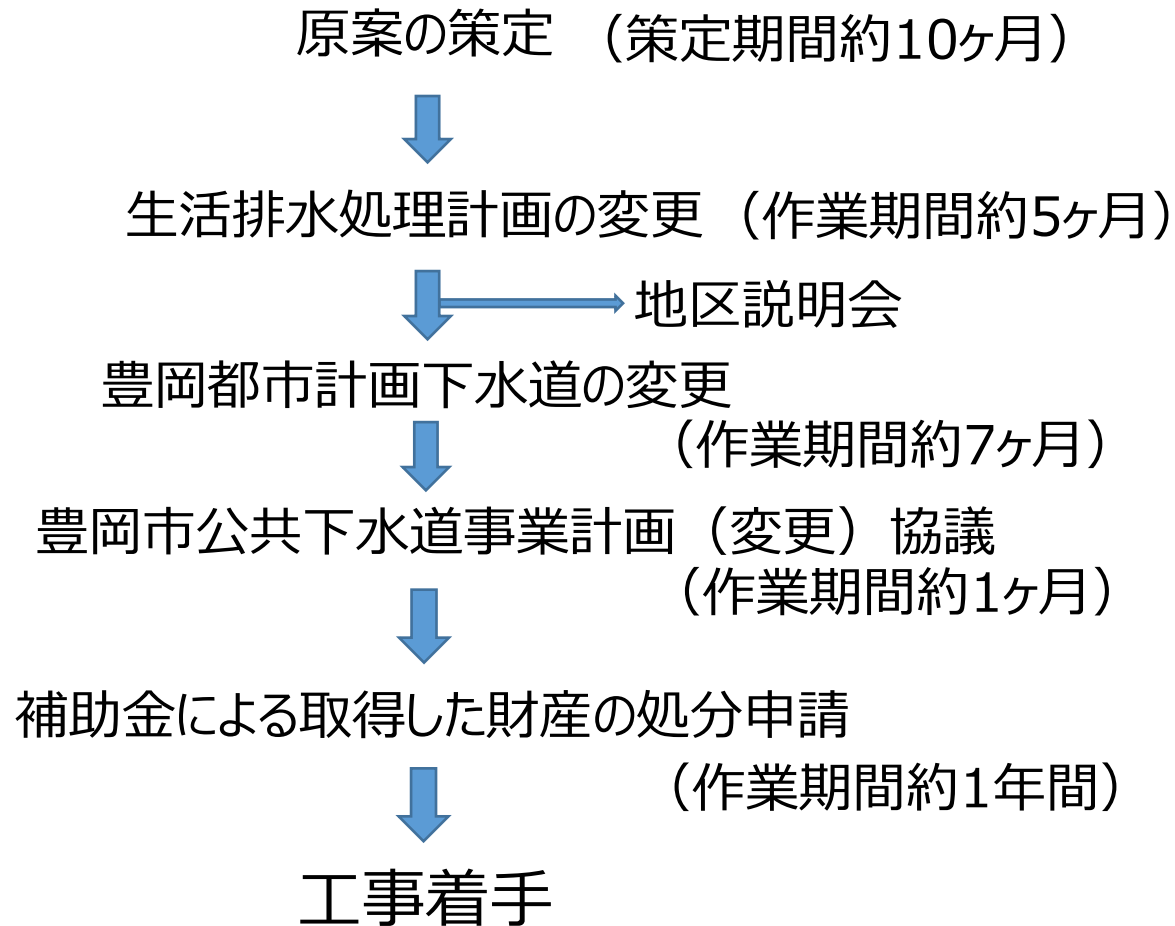 原案の策定 （策定期間約10ヶ月）
生活排水処理計画の変更（作業期間約5ヶ月）
地区説明会
豊岡都市計画下水道の変更
（作業期間約7ヶ月）
豊岡市公共下水道事業計画（変更）協議
（作業期間約1ヶ月）
補助金による取得した財産の処分申請
（作業期間約1年間）
工事着手